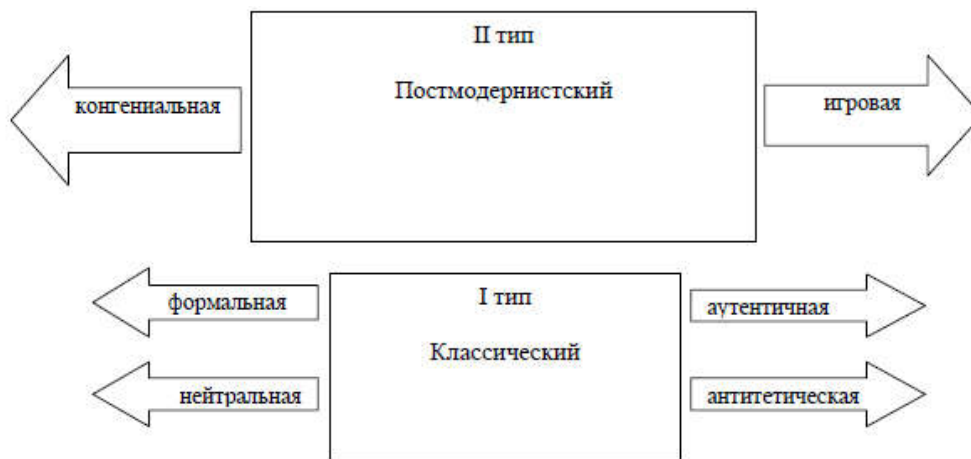 II тип
Постмодернистский
конгениальная
игровая
I тип
Классический
формальная
аутентичная
нейтральная
антитетическая